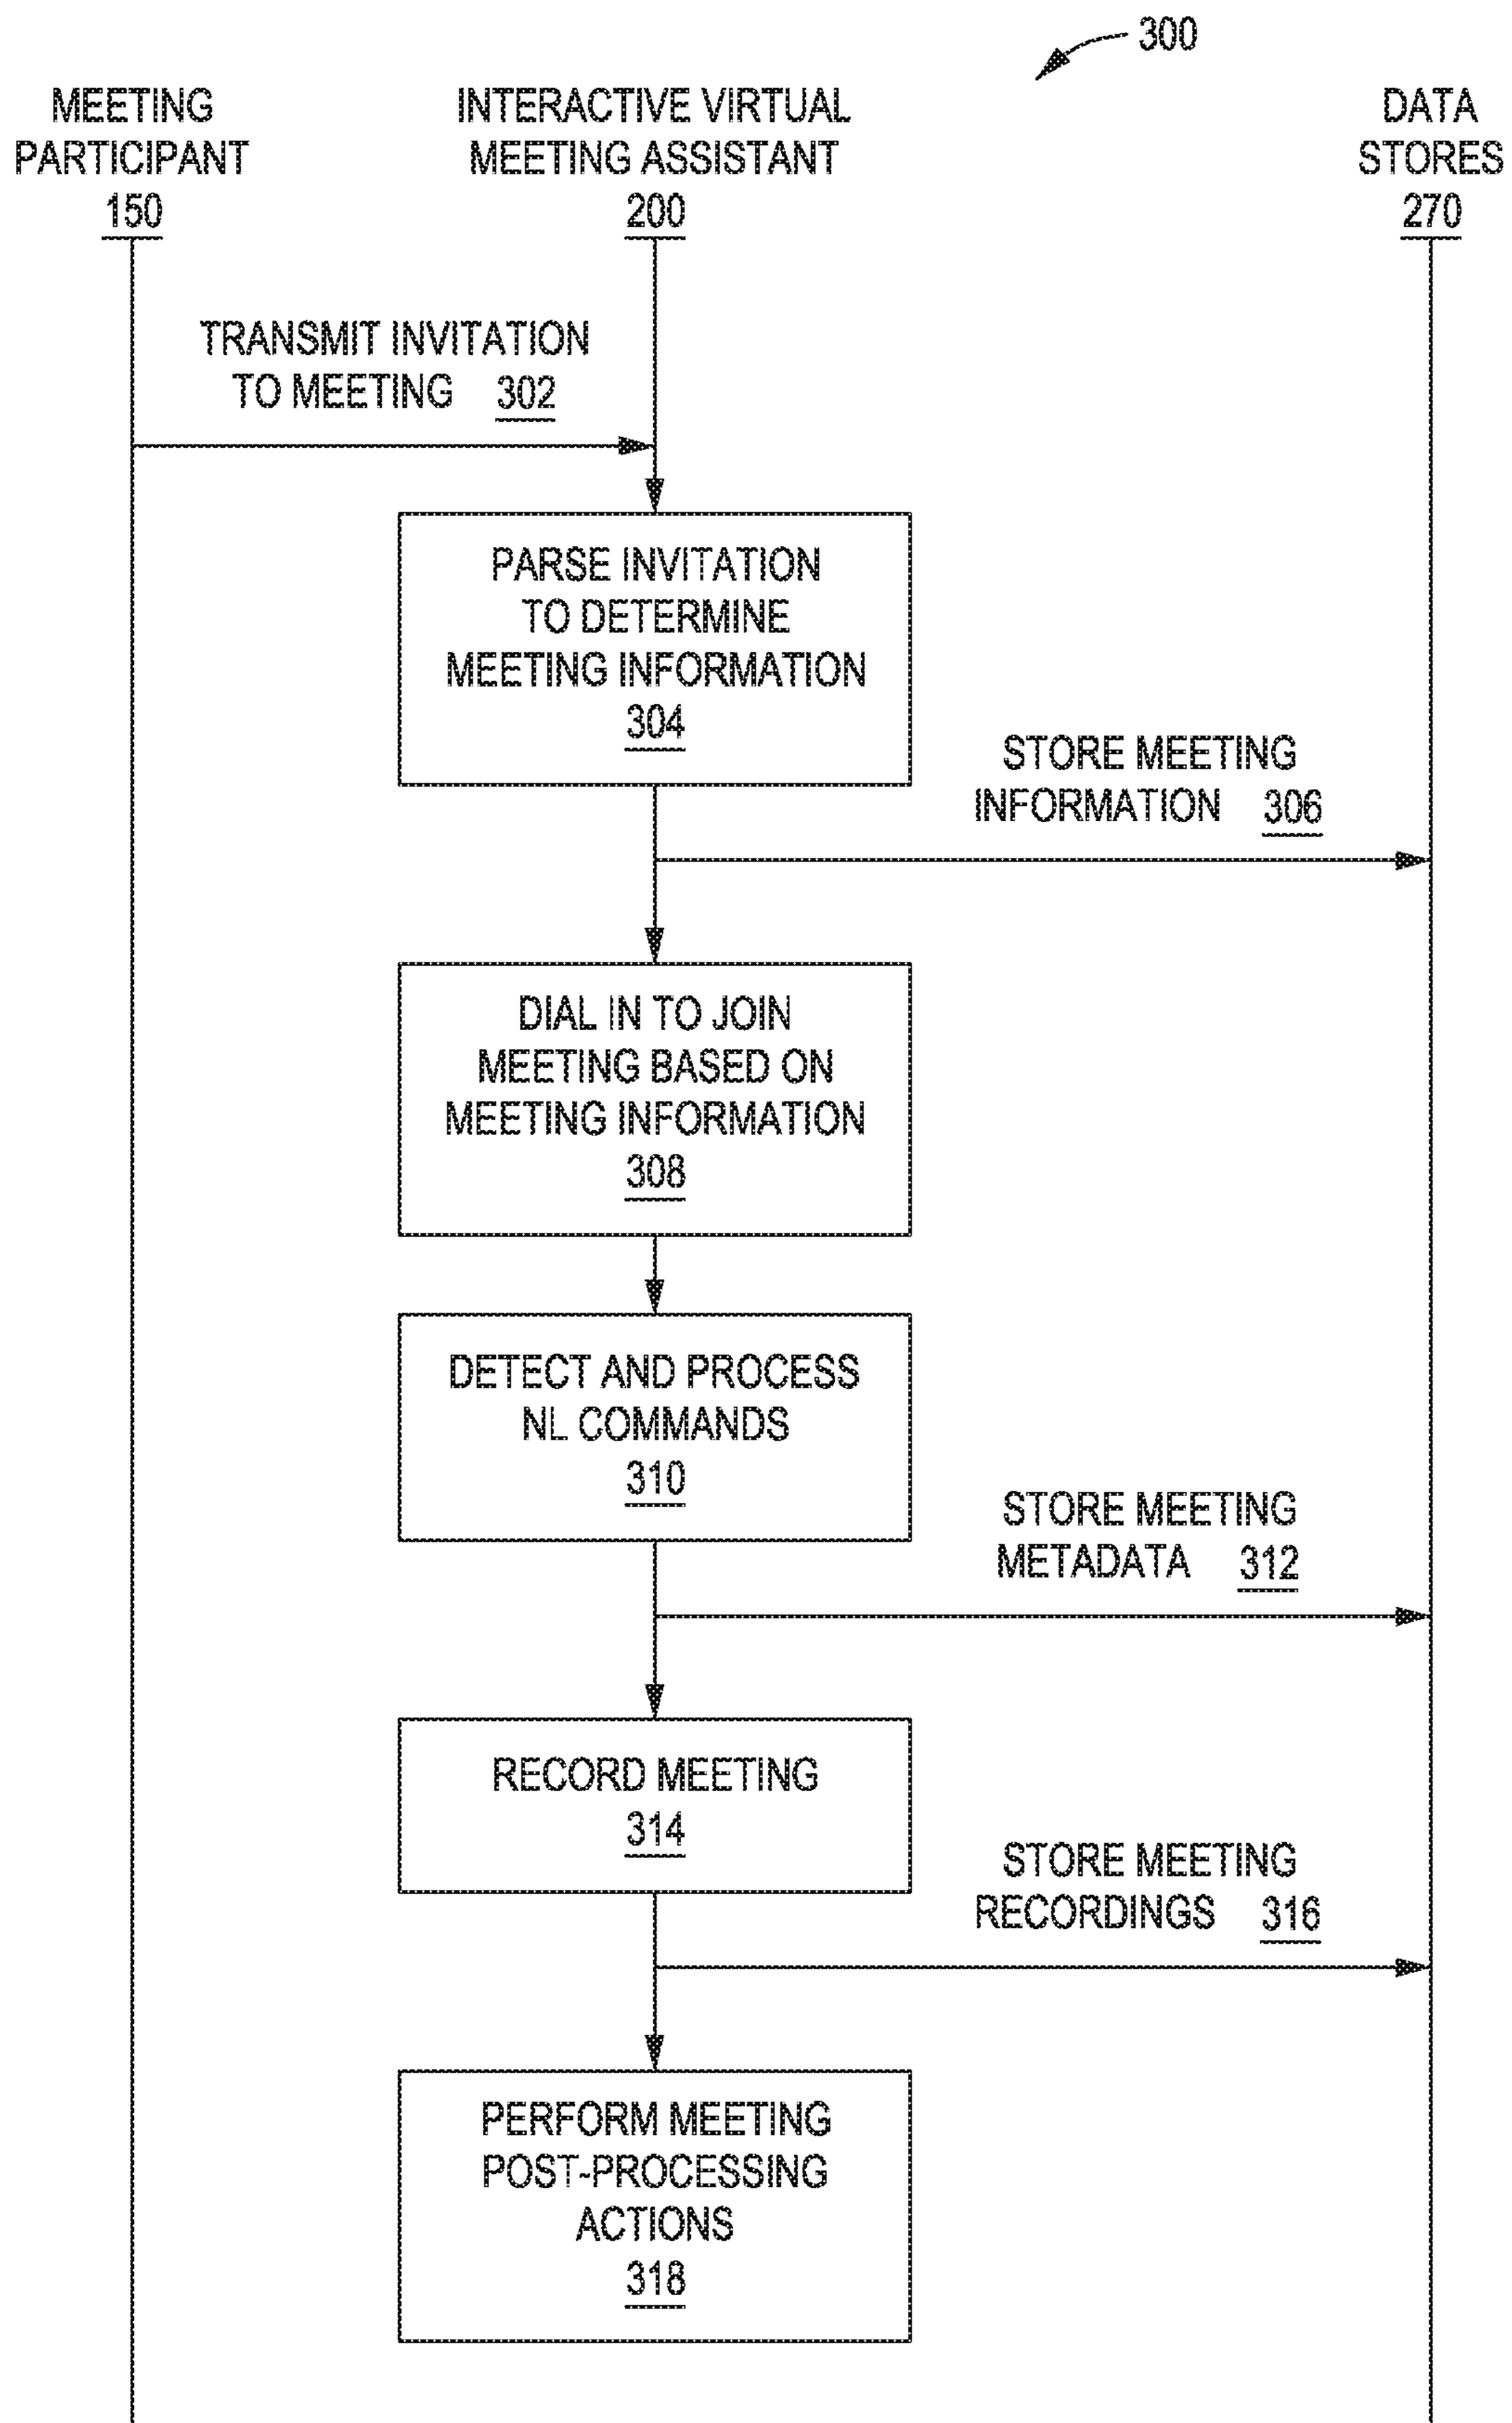 300
MEETING
PARTICIPANT
150
INTERACTIVE VIRTUAL
MEETING ASSISTANT
200
DATA
STORES
270
TRANSMIT INVITATION
TO MEETING 302
PARSE INVITATION
TO DETERMINE
MEETING INFORMATION
304
STORE MEETING
INFORMATION 306
DIAL IN TO JOIN
MEETING BASED ON
MEETING INFORMATION
308
DETECT AND PROCESS
NL COMMANDS
310
STORE MEETING
METADATA 312
RECORD MEETING
314
STORE MEETING
RECORDINGS 316
PERFORM MEETING
POST-PROCESSING
ACTIONS
318